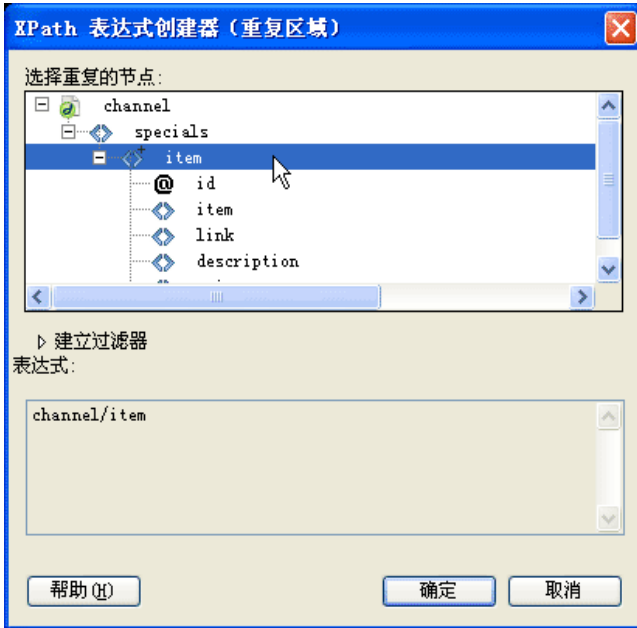 XPath 表达式创建器（重复区域）
选择重复的节点:
channel
specials
item
@ id
item
link
description
建立过滤器
表达式:
channel/item
帮助(H)
确定
取消